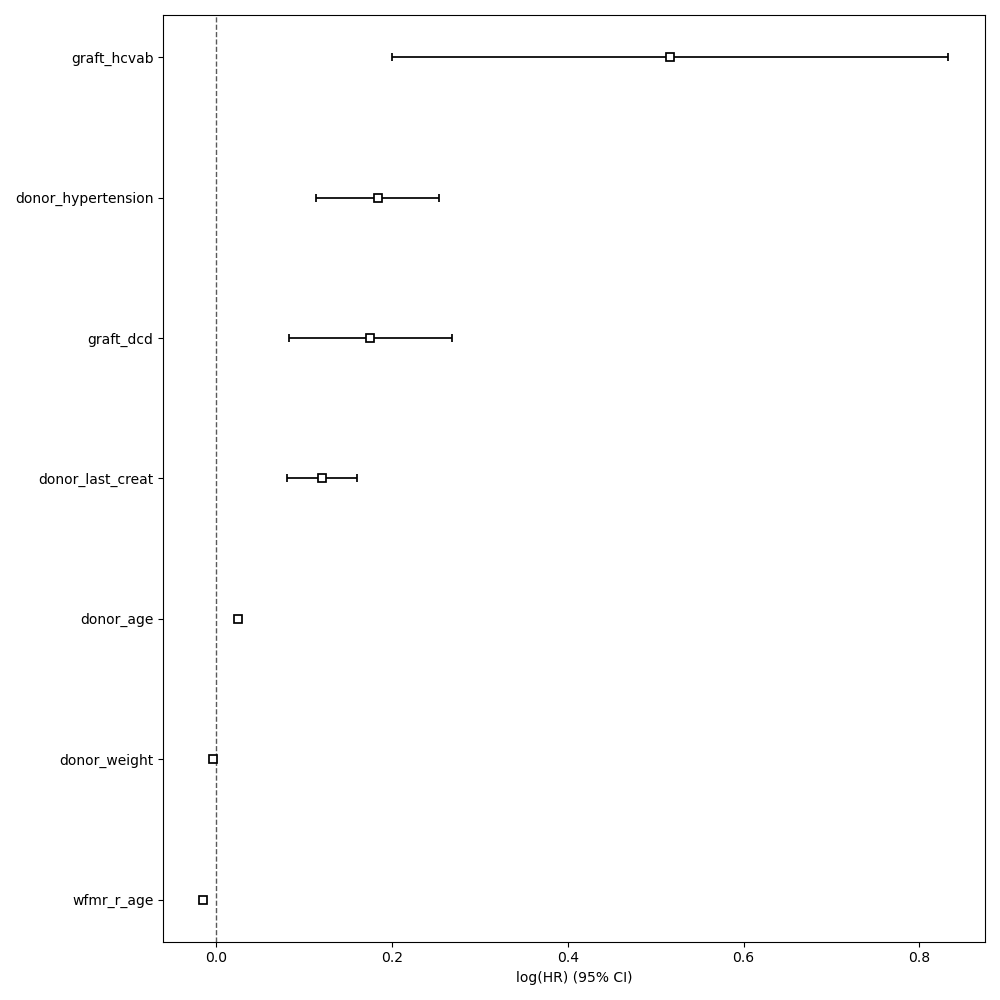 graft_hcvab
donor_hypertension
graft_dcd
donor_last_creat
donor_age
donor_weight
wfmr_r_age
0.0 0.2 0.4 0.6 0.8
log(HR) (95% CI)